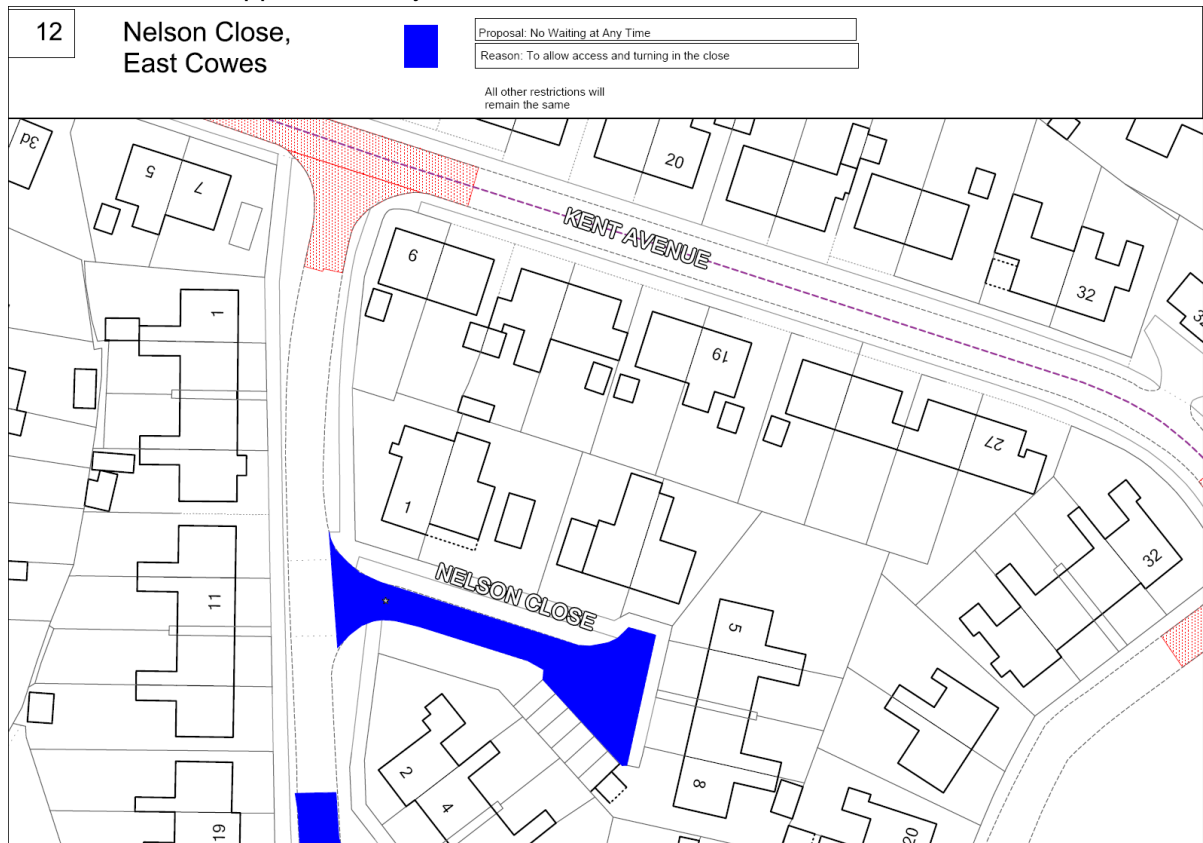 12
Nelson Close,
East Cowes
Proposal: No Waiting at Any Time
Reason: To allow access and turning in the close
All other restrictions will
remain the same
3d
5
7
20
KENT AVENUE
9
32
1
19
27
1
32
NELSON CLOSE
11
5
2
4
8
19
20